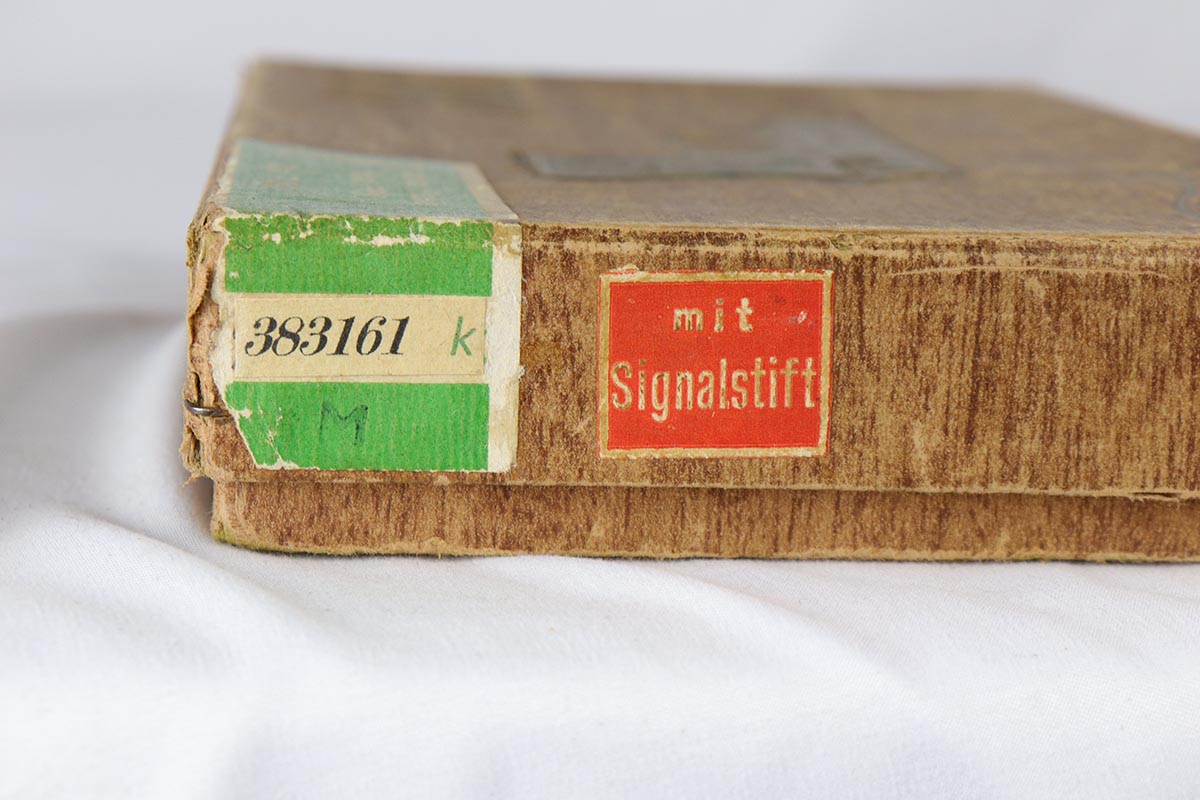 383161 k
M
mit
Signalstift